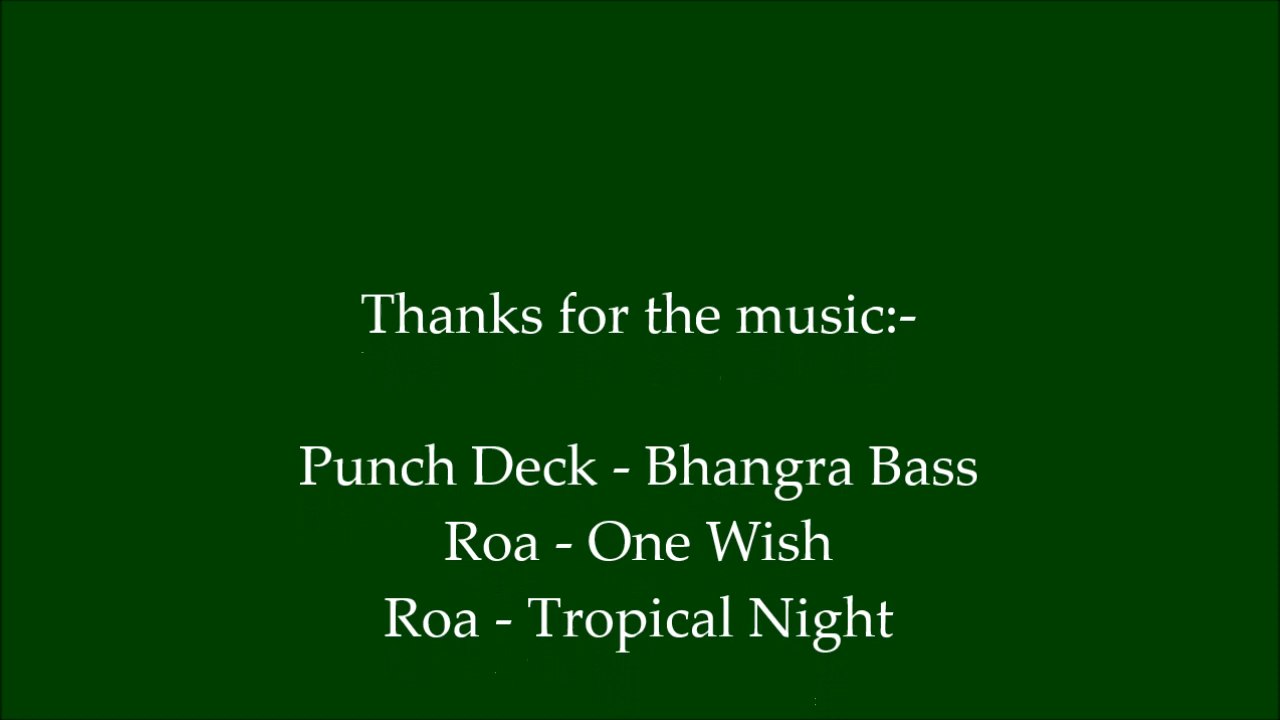 Thanks for the music:-
Punch Deck - Bhangra Bass
Roa - One Wish
Roa - Tropical Night